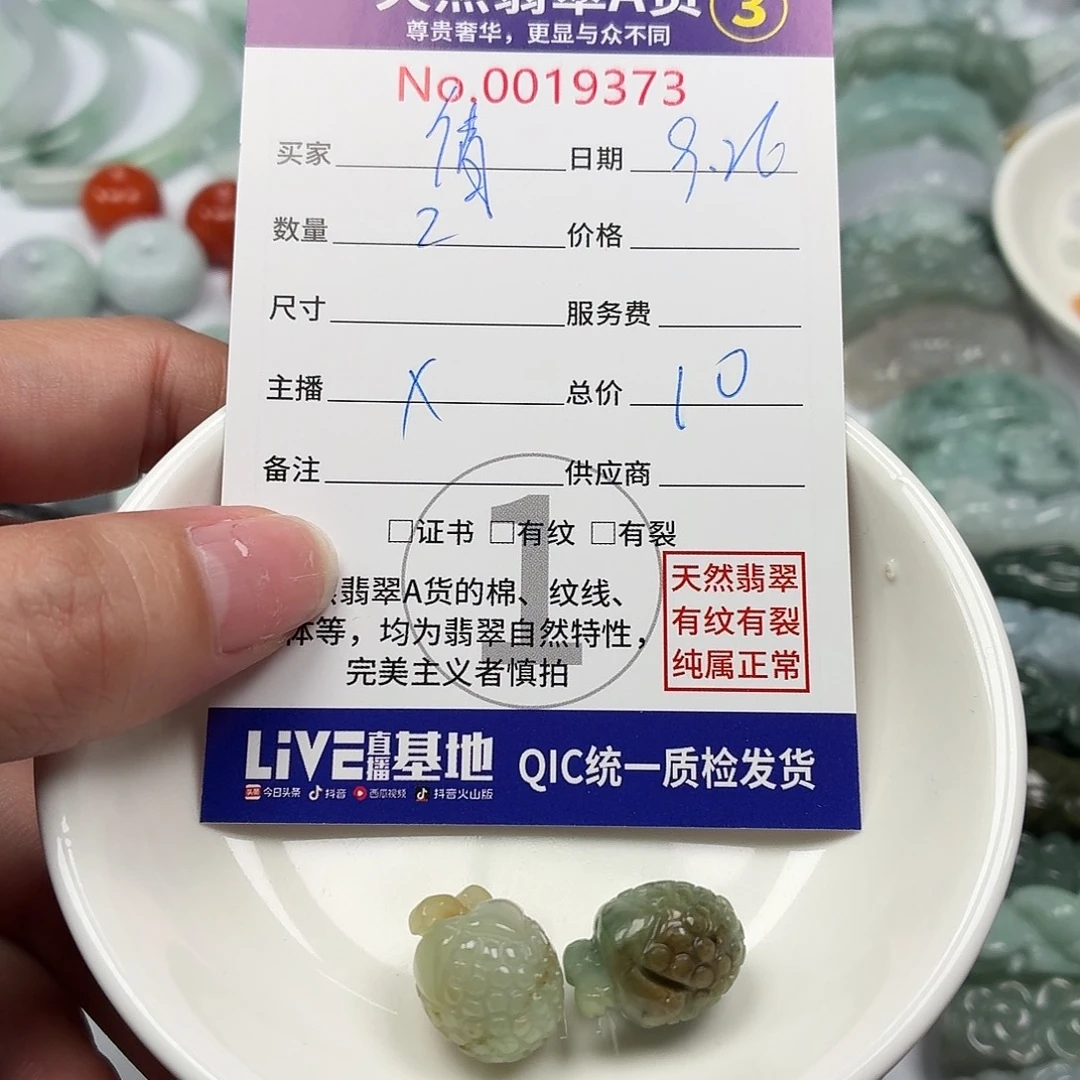 天然翡翠A货 3
尊贵奢华，更显与众不同
No.0019373
买家 倩 日期 9.26
数量 2 价格
尺寸 服务费
主播 X 总价 10
备注 供应商
1
□证书 □有纹 □有裂
翡翠A货的棉、纹线、
体等，均为翡翠自然特性，
完美主义者慎拍
天然翡翠
有纹有裂
纯属正常
LiVE直播基地 QIC统一质检发货
头条 今日头条 抖音 西瓜视频 抖音火山版